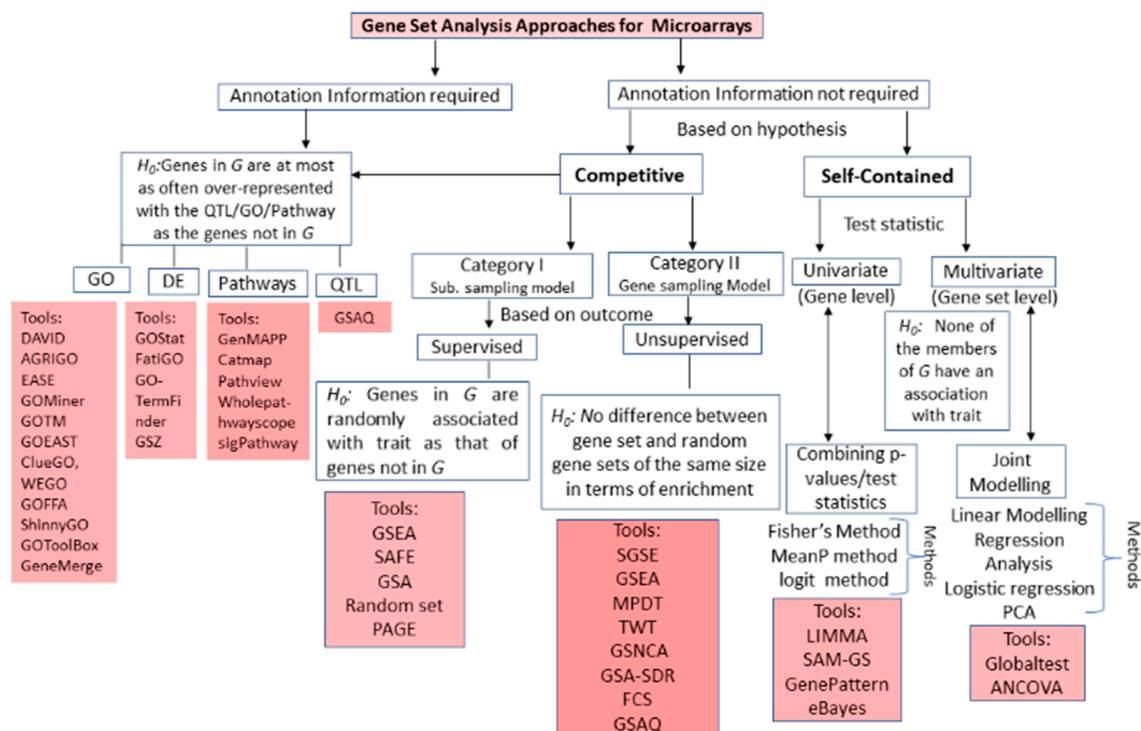 Gene Set Analysis Approaches for Microarrays
Annotation Information required
Annotation Information not required
Based on hypothesis
H₀:Genes in G are at most
as often over-represented
with the QTL/GO/Pathway
as the genes not in G
Competitive
Self-Contained
Test statistic
GO
DE
Pathways
QTL
Category I
Sub. sampling model
Category II
Gene sampling Model
Univariate
(Gene level)
Multivariate
(Gene set level)
Tools:
DAVID
AGRIGO
EASE
GOMiner
GOTM
GOEAST
ClueGO,
WEGO
GOFFA
ShinnyGO
GOToolBox
GeneMerge
Tools:
GOStat
FatiGO
GO-
TermFi
nder
GSZ
Tools:
GenMAPP
Catmap
Pathview
Wholepat-
hwayscope
sigPathway
GSAQ
Based on outcome
Supervised
Unsupervised
H₀: Genes in G are
randomly associated
with trait as that of
genes not in G
H₀: No difference between
gene set and random
gene sets of the same size
in terms of enrichment
H₀: None of
the members
of G have an
association
with trait
Tools:
GSEA
SAFE
GSA
Random set
PAGE
Tools:
SGSE
GSEA
MPDT
TWT
GSNCA
GSA-SDR
FCS
GSAQ
Combining p-
values/test
statistics
Fisher's Method
MeanP method
logit method
Methods
Tools:
LIMMA
SAM-GS
GenePattern
eBayes
Joint
Modelling
Linear Modelling
Regression
Analysis
Logistic regression
PCA
Methods
Tools:
Globaltest
ANCOVA